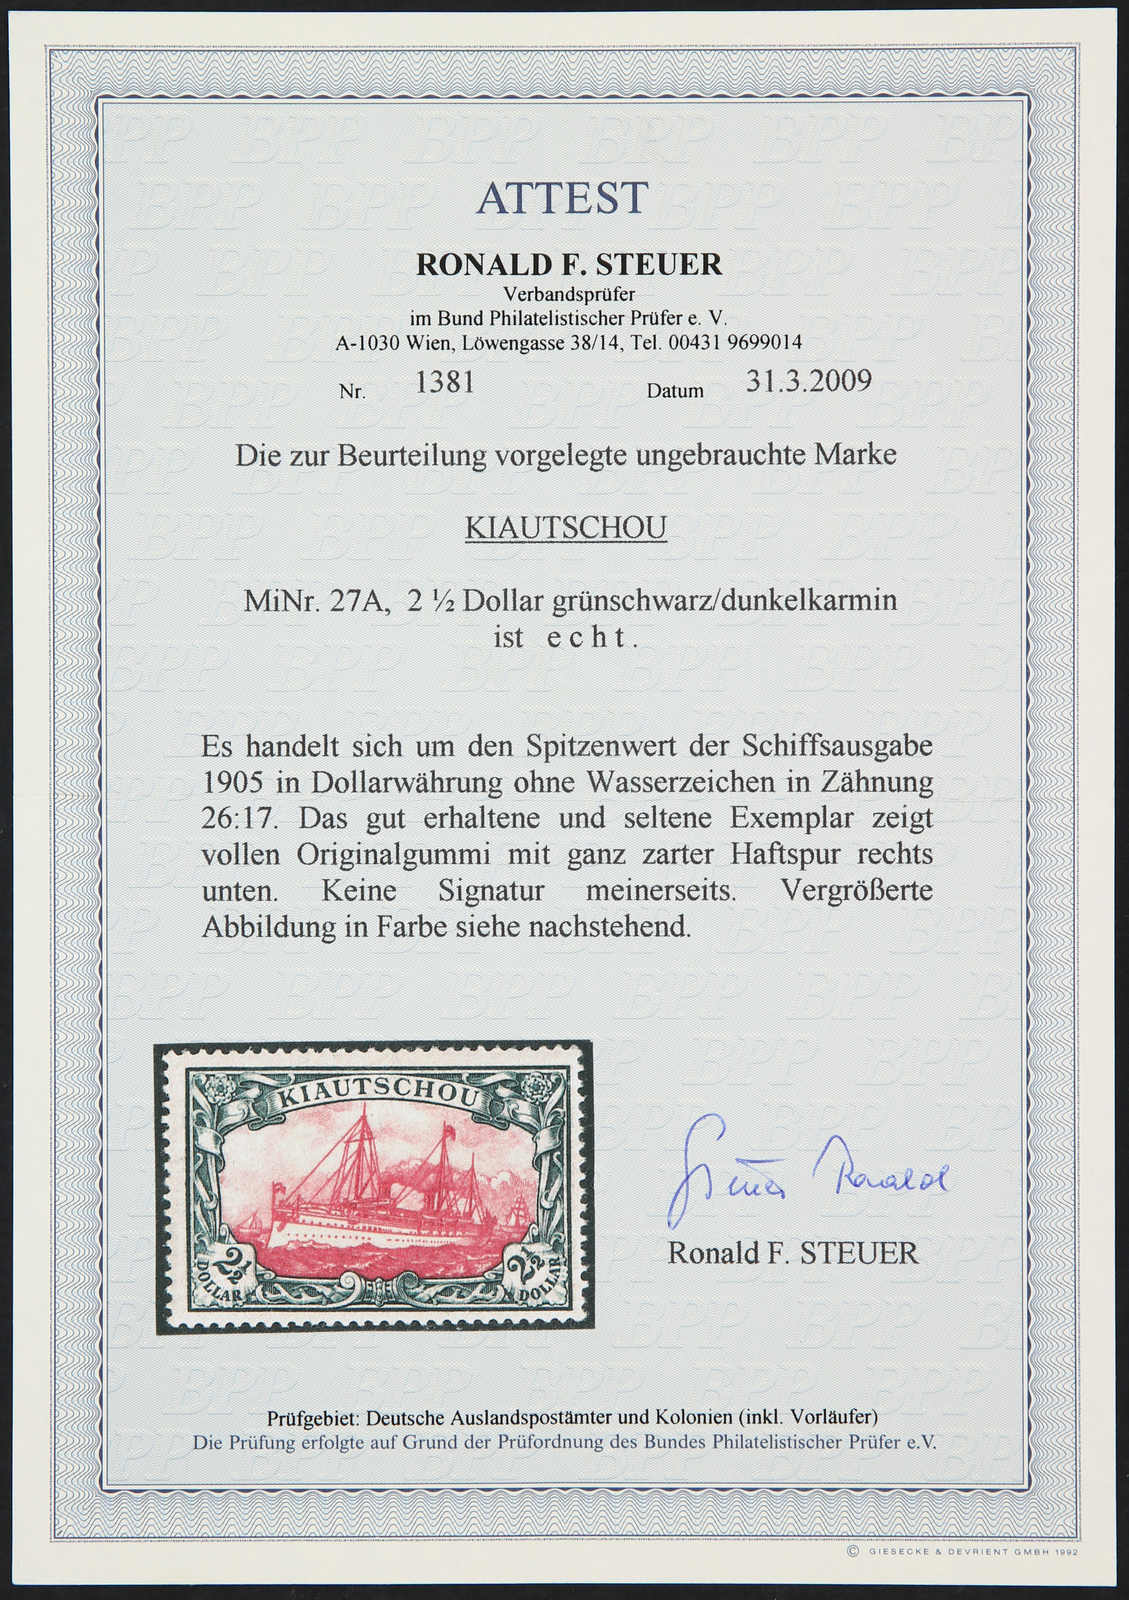 ATTEST
RONALD F. STEUER
Verbandsprüfer
im Bund Philatelistischer Prüfer e. V.
A-1030 Wien, Löwengasse 38/14, Tel. 00431 9699014
Nr. 1381 Datum 31.3.2009
Die zur Beurteilung vorgelegte ungebrauchte Marke
KIAUTSCHOU
MiNr. 27A, 2 ½ Dollar grünschwarz/dunkelkarmin
ist e c h t .
Es handelt sich um den Spitzenwert der Schiffsausgabe
1905 in Dollarwährung ohne Wasserzeichen in Zähnung
26:17. Das gut erhaltene und seltene Exemplar zeigt
vollen Originalgummi mit ganz zarter Haftspur rechts
unten. Keine Signatur meinerseits. Vergrößerte
Abbildung in Farbe siehe nachstehend.
KIAUTSCHOU
2½ 2½
DOLLAR DOLLAR
Steuer Ronald
Ronald F. STEUER
Prüfgebiet: Deutsche Auslandspostämter und Kolonien (inkl. Vorläufer)
Die Prüfung erfolgte auf Grund der Prüfordnung des Bundes Philatelistischer Prüfer e.V.
© GIESECKE & DEVRIENT GMBH 1992